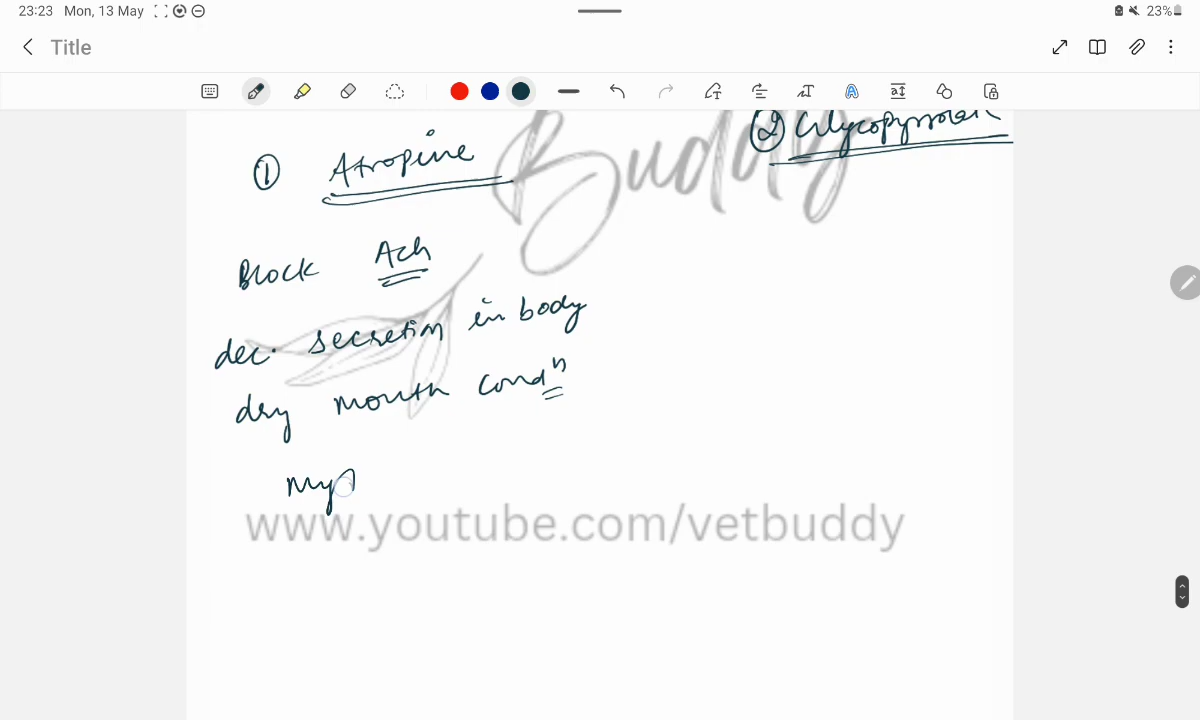 23:23 Mon, 13 May
23%
Title
Buddy
① Atropine
② Glycopyrrolate
Block Ach
dec. secretion in body
dry mouth condⁿ
www.youtube.com/vetbuddy